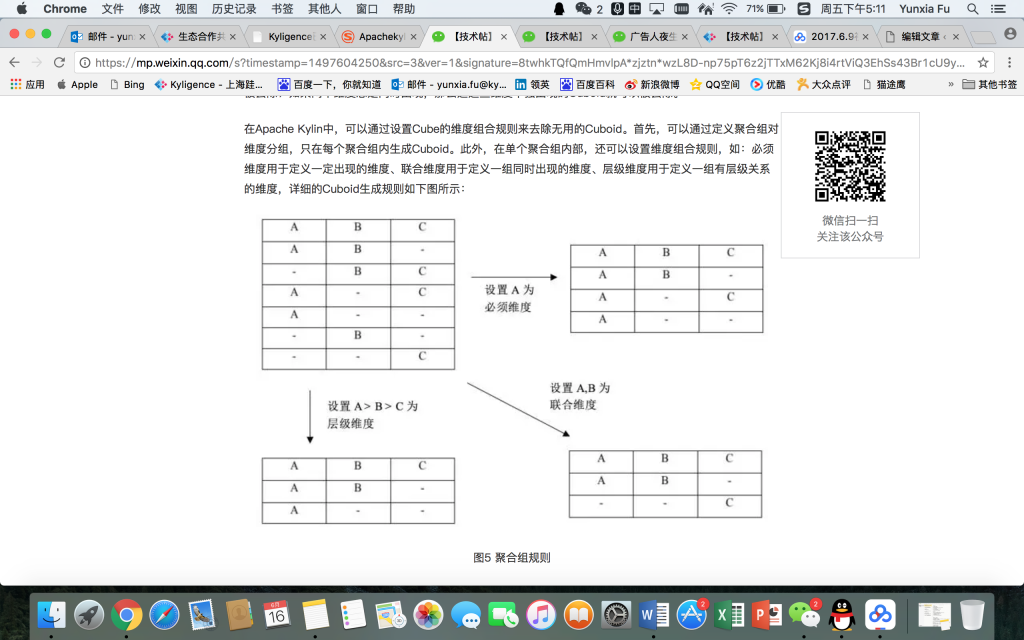 Chrome 文件 修改 视图 历史记录 书签 其他人 窗口 帮助 2 71% 周五下午5:11 Yunxia Fu
邮件 - yun 生态合作共 Kyligence Apacheky 【技术帖】 【技术帖】 广告人夜生 【技术帖】 2017.6.9 编辑文章
https://mp.weixin.qq.com/s?timestamp=1497604250&src=3&ver=1&signature=8twhkTQfQmHmvlpA*zjztn*wzL8D-np75pT6z2jTTxM62Kj8i4rtViQ3EhSs43Br1cU9y...
应用 Apple Bing Kyligence - 上海跬... 百度一下，你就知道 邮件 - yunxia.fu@ky... 领英 百度百科 新浪微博 QQ空间 优酷 大众点评 猫途鹰 » 其他书签
在Apache Kylin中，可以通过设置Cube的维度组合规则来去除无用的Cuboid。首先，可以通过定义聚合组对
维度分组，只在每个聚合组内生成Cuboid。此外，在单个聚合组内部，还可以设置维度组合规则，如：必须
维度用于定义一定出现的维度、联合维度用于定义一组同时出现的维度、层级维度用于定义一组有层级关系
的维度，详细的Cuboid生成规则如下图所示：
微信扫一扫
关注该公众号
A B C
A B -
- B C
A - C
A - -
- B -
- - C
设置 A 为
必须维度
A B C
A B -
A - C
A - -
设置 A> B > C 为
层级维度
设置 A,B 为
联合维度
A B C
A B -
A - -
A B C
A B -
- - C
图5 聚合组规则
6月
16
2
2